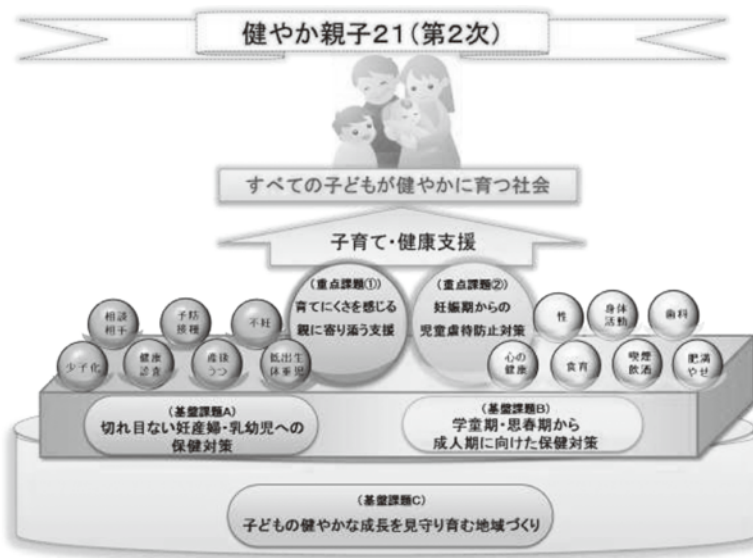 健やか親子21(第2次)
すべての子どもが健やかに育つ社会
子育て・健康支援
(重点課題①)
育てにくさを感じる
親に寄り添う支援
(重点課題②)
妊娠期からの
児童虐待防止対策
相談
相手
予防
接種
不妊
少子化
健康
診査
産後
うつ
低出生
体重児
性
身体
活動
歯科
心の
健康
食育
喫煙
飲酒
肥満
やせ
(基盤課題A)
切れ目ない妊産婦・乳幼児への
保健対策
(基盤課題B)
学童期・思春期から
成人期に向けた保健対策
(基盤課題C)
子どもの健やかな成長を見守り育む地域づくり